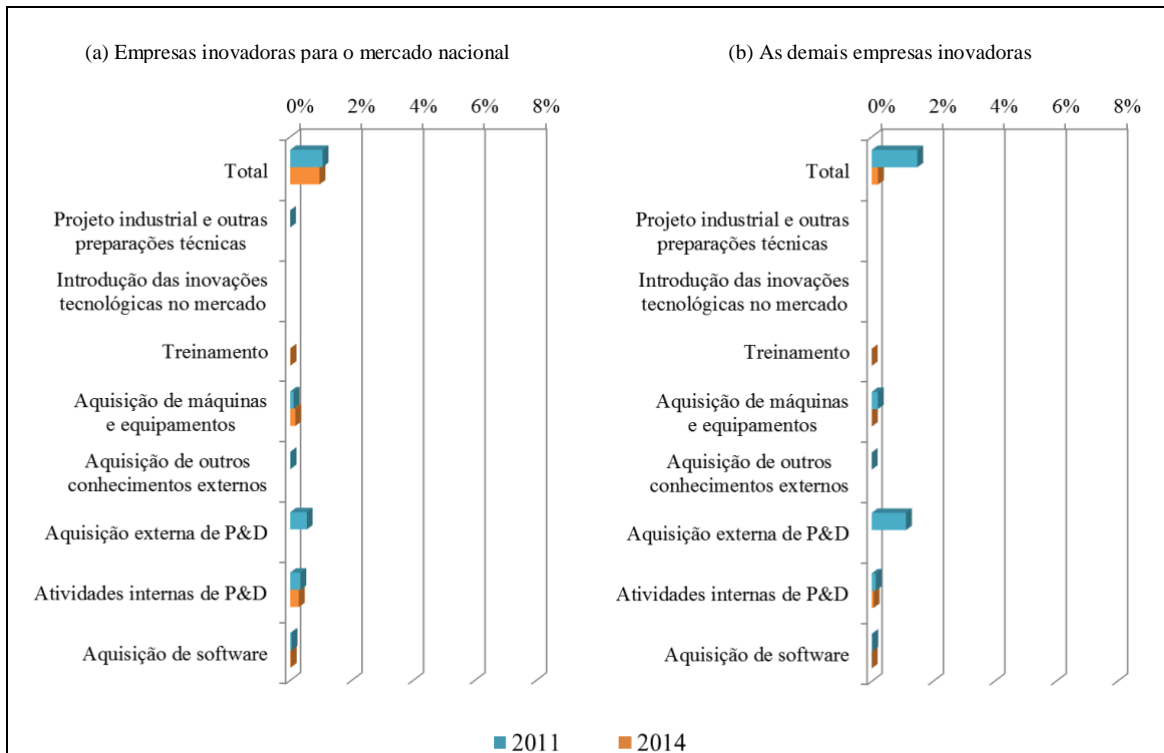 (a) Empresas inovadoras para o mercado nacional
0% 2% 4% 6% 8%
Total
Projeto industrial e outras
preparações técnicas
Introdução das inovações
tecnológicas no mercado
Treinamento
Aquisição de máquinas
e equipamentos
Aquisição de outros
conhecimentos externos
Aquisição externa de P&D
Atividades internas de P&D
Aquisição de software
(b) As demais empresas inovadoras
0% 2% 4% 6% 8%
Total
Projeto industrial e outras
preparações técnicas
Introdução das inovações
tecnológicas no mercado
Treinamento
Aquisição de máquinas
e equipamentos
Aquisição de outros
conhecimentos externos
Aquisição externa de P&D
Atividades internas de P&D
Aquisição de software
2011 2014